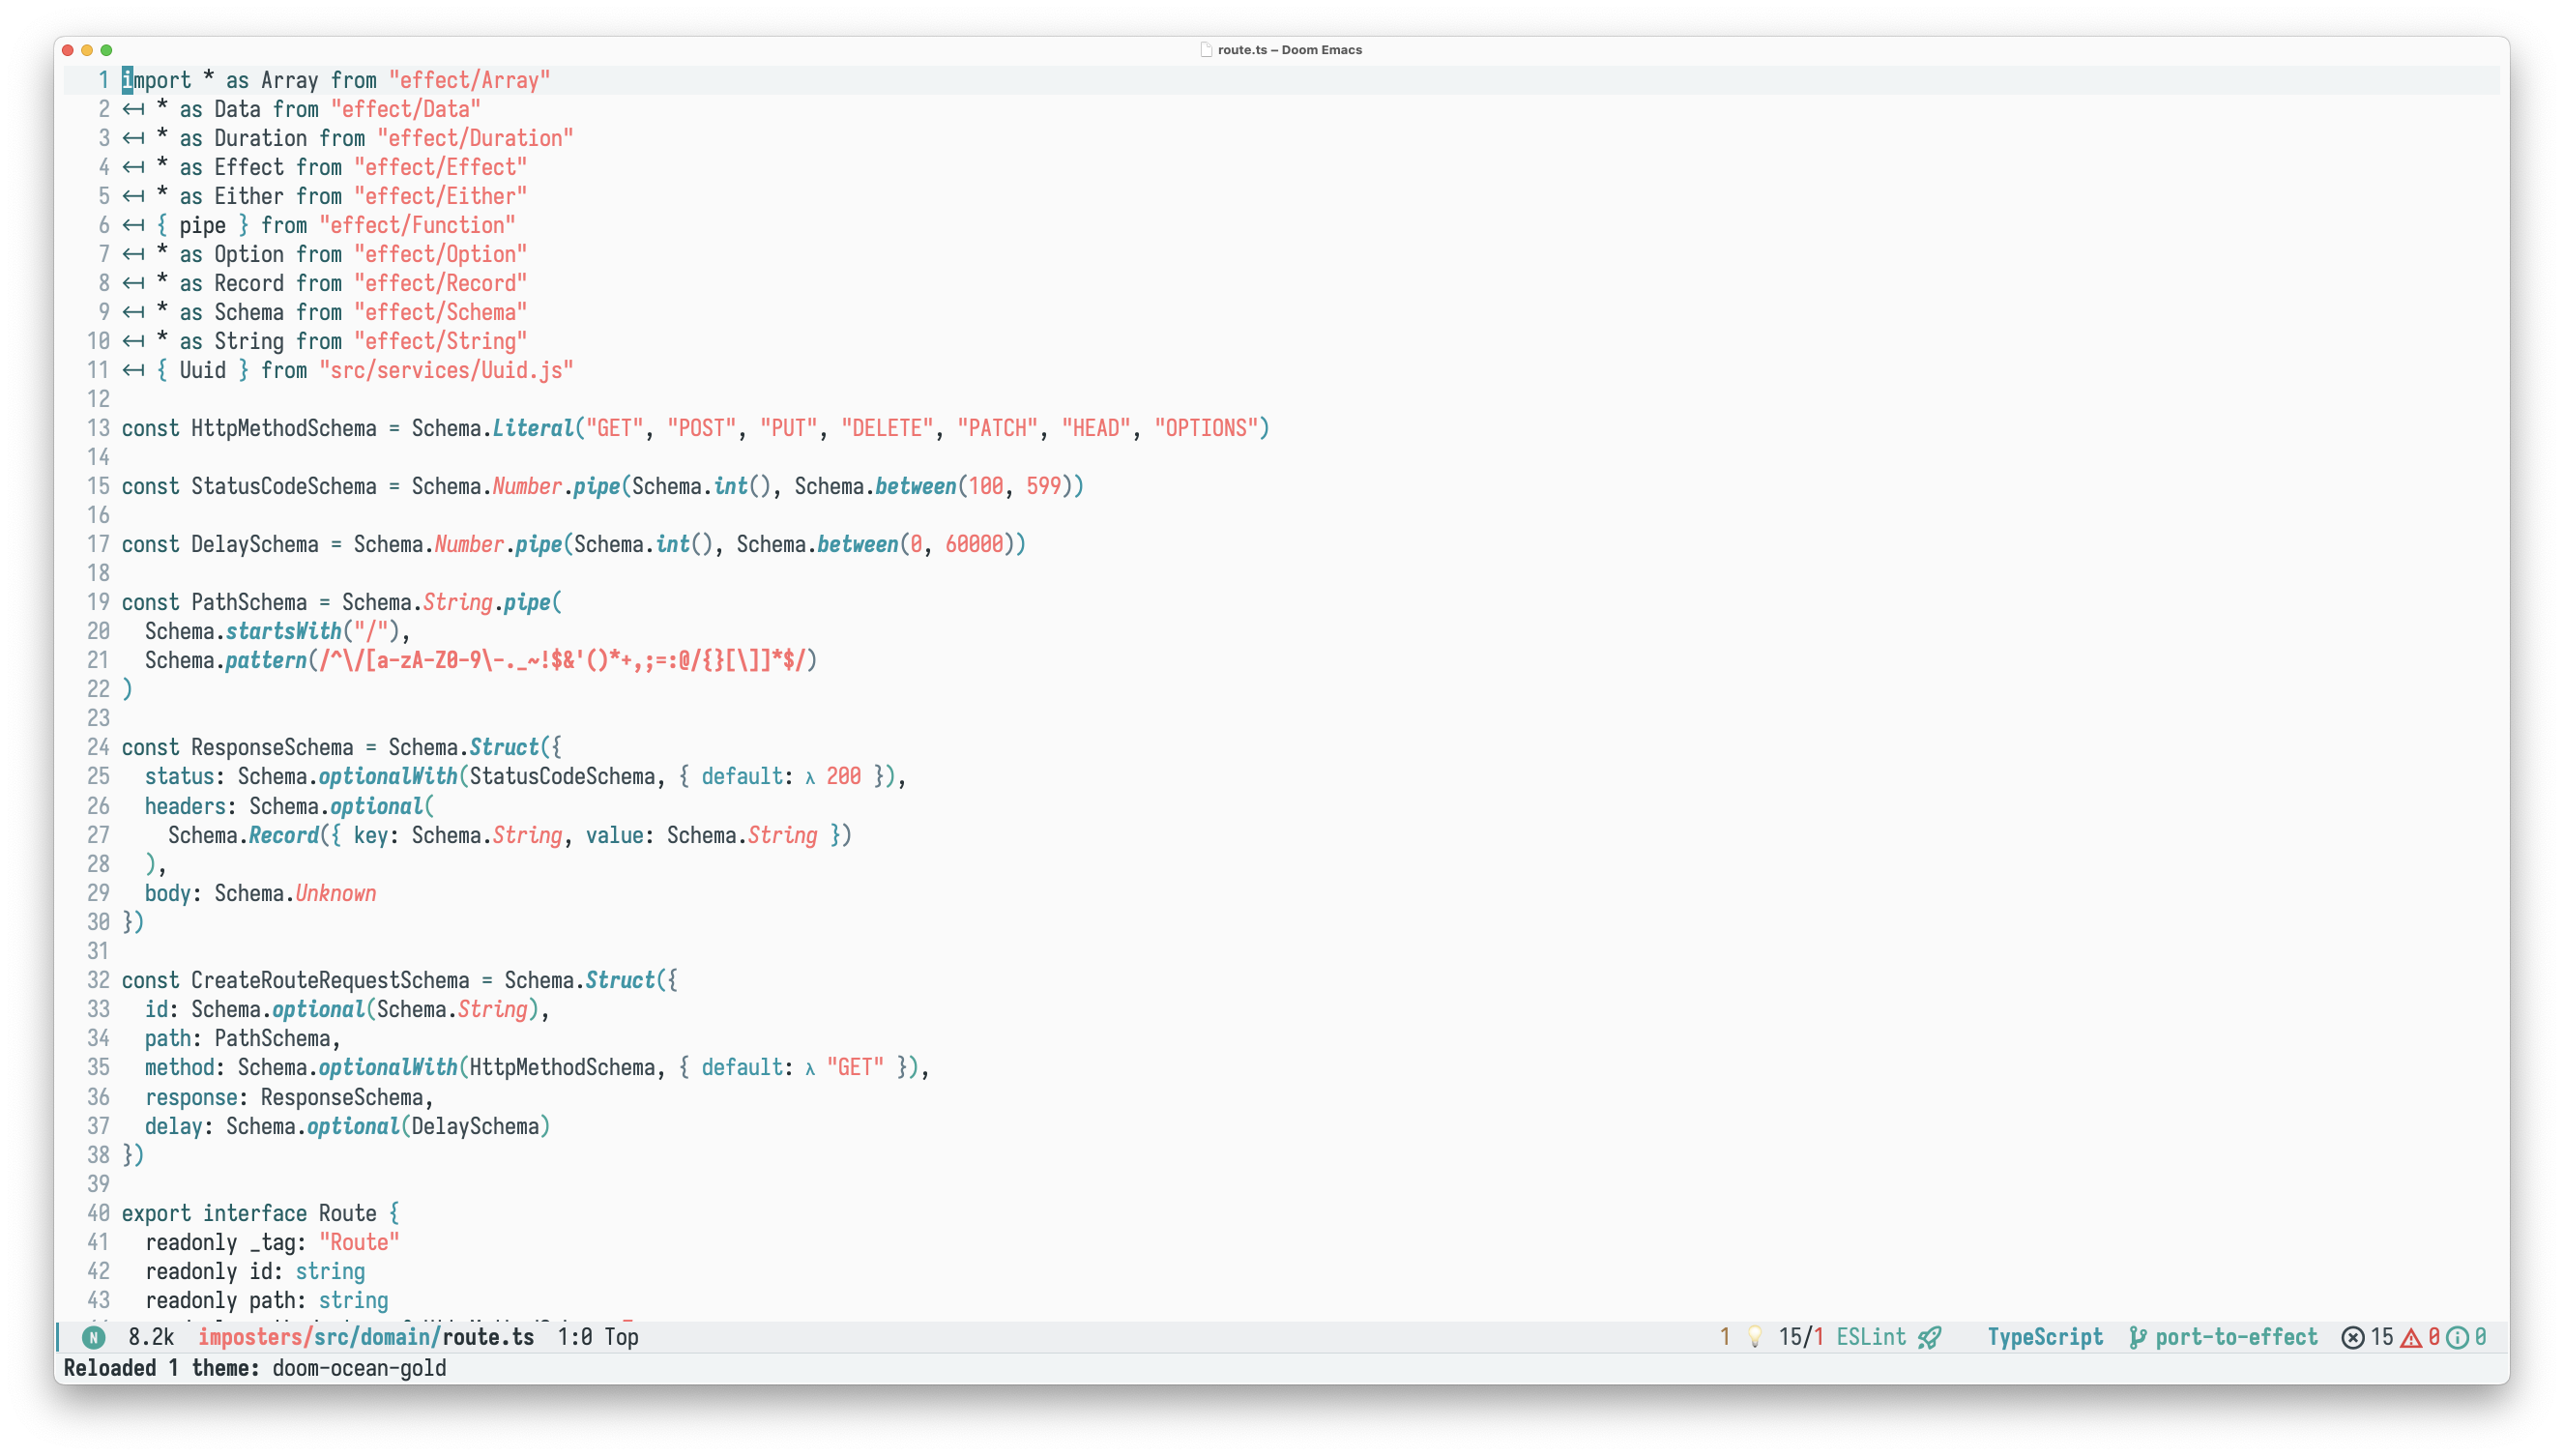 route.ts – Doom Emacs
1 import * as Array from "effect/Array"
2 ↤ * as Data from "effect/Data"
3 ↤ * as Duration from "effect/Duration"
4 ↤ * as Effect from "effect/Effect"
5 ↤ * as Either from "effect/Either"
6 ↤ { pipe } from "effect/Function"
7 ↤ * as Option from "effect/Option"
8 ↤ * as Record from "effect/Record"
9 ↤ * as Schema from "effect/Schema"
10 ↤ * as String from "effect/String"
11 ↤ { Uuid } from "src/services/Uuid.js"
12
13 const HttpMethodSchema = Schema.Literal("GET", "POST", "PUT", "DELETE", "PATCH", "HEAD", "OPTIONS")
14
15 const StatusCodeSchema = Schema.Number.pipe(Schema.int(), Schema.between(100, 599))
16
17 const DelaySchema = Schema.Number.pipe(Schema.int(), Schema.between(0, 60000))
18
19 const PathSchema = Schema.String.pipe(
20   Schema.startsWith("/"),
21   Schema.pattern(/^\/[a-zA-Z0-9\-._~!$&'()*+,;=:@/{}[\]]*$/)
22 )
23
24 const ResponseSchema = Schema.Struct({
25   status: Schema.optionalWith(StatusCodeSchema, { default: λ 200 }),
26   headers: Schema.optional(
27     Schema.Record({ key: Schema.String, value: Schema.String })
28   ),
29   body: Schema.Unknown
30 })
31
32 const CreateRouteRequestSchema = Schema.Struct({
33   id: Schema.optional(Schema.String),
34   path: PathSchema,
35   method: Schema.optionalWith(HttpMethodSchema, { default: λ "GET" }),
36   response: ResponseSchema,
37   delay: Schema.optional(DelaySchema)
38 })
39
40 export interface Route {
41   readonly _tag: "Route"
42   readonly id: string
43   readonly path: string
N 8.2k imposters/src/domain/route.ts 1:0 Top 1 15/1 ESLint TypeScript port-to-effect 15 0 0
Reloaded 1 theme: doom-ocean-gold